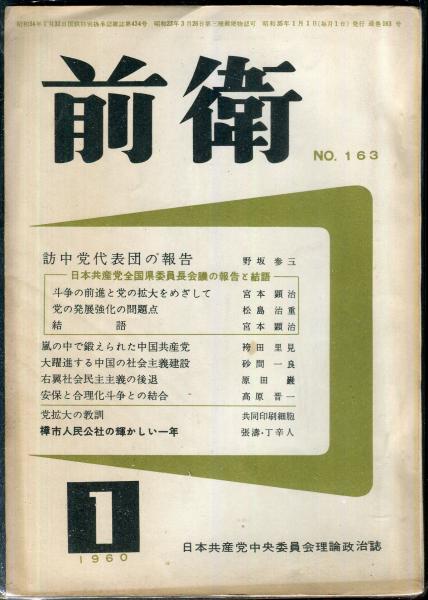 昭和34年1月31日国鉄特別扱承認雑誌第434号 昭和23年3月26日第三種郵便物認可 昭和35年1月1日(毎月1日)発行 通巻163号
前衛
NO. 163
訪中党代表団の報告 野坂参三
日本共産党全国県委員長会議の報告と結語
斗争の前進と党の拡大をめざして 宮本顕治
党の発展強化の問題点 松島治重
結語 宮本顕治
嵐の中で鍛えられた中国共産党 袴田里見
大躍進する中国の社会主義建設 砂間一良
右翼社会民主主義の後退 原田巖
安保と合理化斗争との結合 高原晋一
党拡大の教訓 共同印刷細胞
樟市人民公社の輝かしい一年 張濤・丁辛人
1
1960
日本共産党中央委員会理論政治誌